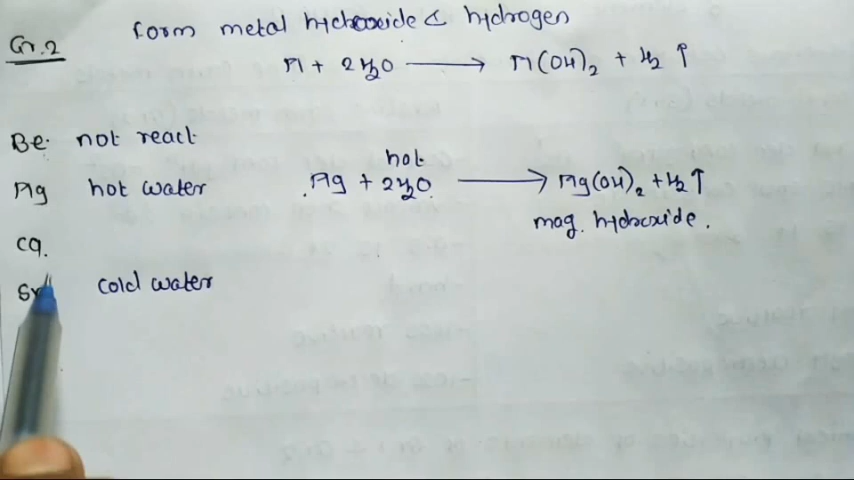 form metal hydroxide & hydrogen
Gr.2
M + 2H₂O ⟶ M(OH)₂ + H₂ ↑
Be. not react
hot
Mg hot water Mg + 2H₂O ⟶ Mg(OH)₂ + H₂↑
mag. hydroxide.
Ca.
Sr cold water